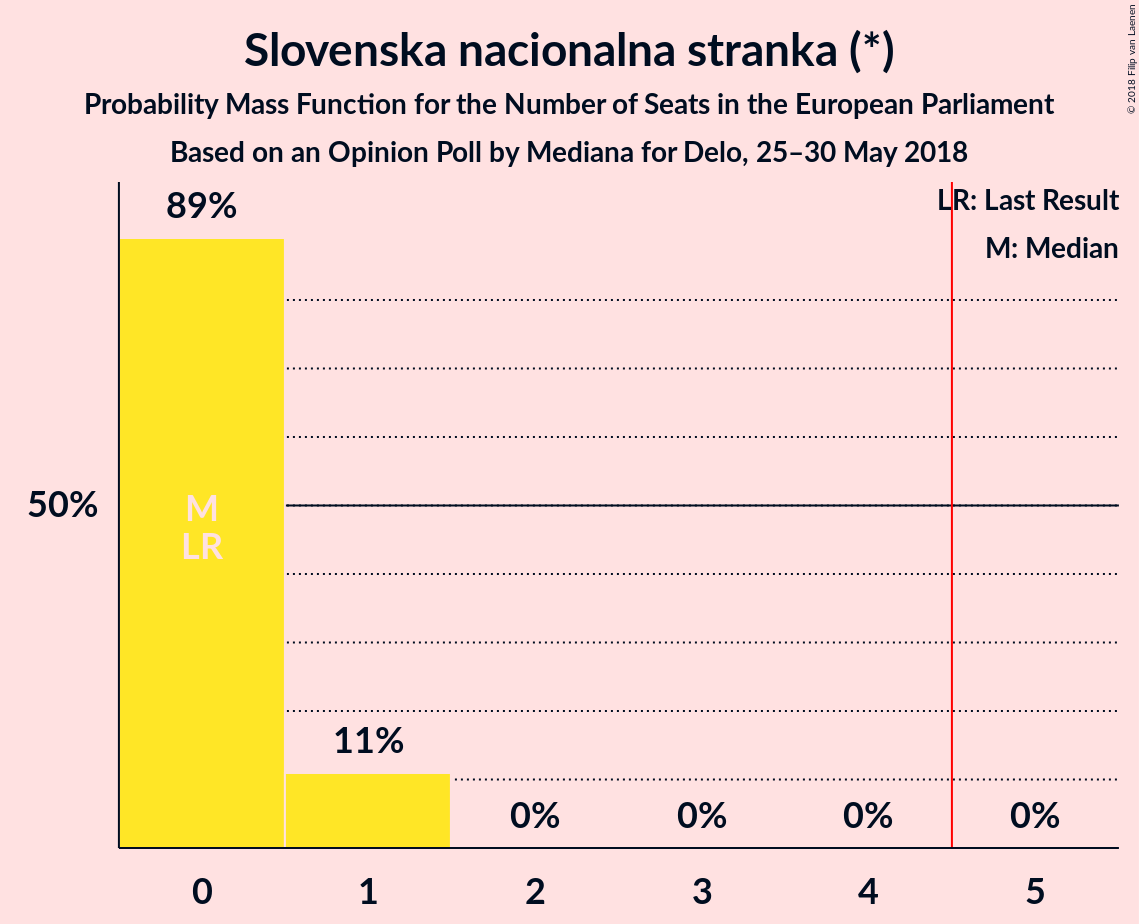 Slovenska nacionalna stranka (*)
Probability Mass Function for the Number of Seats in the European Parliament
Based on an Opinion Poll by Mediana for Delo, 25–30 May 2018
© 2018 Filip van Laenen
LR: Last Result
M: Median
89%
50%
M
LR
11%
0%
0%
0%
0%
0
1
2
3
4
5